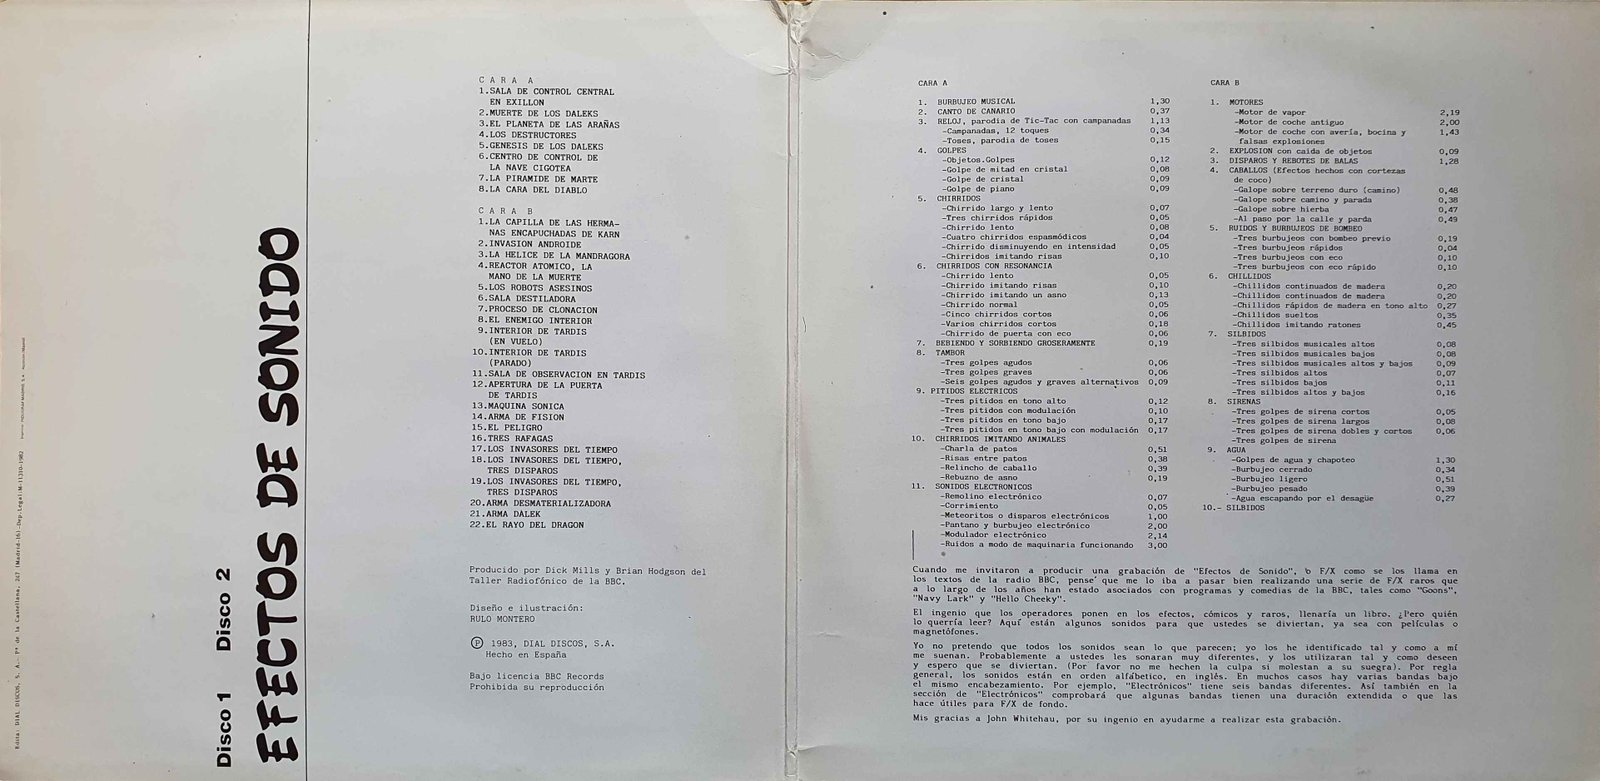 Edita: DIAL DISCOS, S. A.- Pº de la Castellana, 267 (Madrid-16)-Dep.Legal:M-11310-1982
Disco 1 Disco 2
EFECTOS DE SONIDO
CARA A
1.SALA DE CONTROL CENTRAL
EN EXILLON
2.MUERTE DE LOS DALEKS
3.EL PLANETA DE LAS ARAÑAS
4.LOS DESTRUCTORES
5.GENESIS DE LOS DALEKS
6.CENTRO DE CONTROL DE
LA NAVE CIGOTEA
7.LA PIRAMIDE DE MARTE
8.LA CARA DEL DIABLO
CARA B
1.LA CAPILLA DE LAS HERMA-
NAS ENCAPUCHADAS DE KARN
2.INVASION ANDROIDE
3.LA HELICE DE LA MANDRAGORA
4.REACTOR ATOMICO, LA
MANO DE LA MUERTE
5.LOS ROBOTS ASESINOS
6.SALA DESTILADORA
7.PROCESO DE CLONACION
8.EL ENEMIGO INTERIOR
9.INTERIOR DE TARDIS
(EN VUELO)
10.INTERIOR DE TARDIS
(PARADO)
11.SALA DE OBSERVACION EN TARDIS
12.APERTURA DE LA PUERTA
DE TARDIS
13.MAQUINA SONICA
14.ARMA DE FISION
15.EL PELIGRO
16.TRES RAFAGAS
17.LOS INVASORES DEL TIEMPO
18.LOS INVASORES DEL TIEMPO,
TRES DISPAROS
19.LOS INVASORES DEL TIEMPO,
TRES DISPAROS
20.ARMA DESMATERIALIZADORA
21.ARMA DALEK
22.EL RAYO DEL DRAGON
Producido por Dick Mills y Brian Hodgson del
Taller Radiofónico de la BBC.
Diseño e ilustración:
RULO MONTERO
Ⓟ 1983, DIAL DISCOS, S.A.
Hecho en España
Bajo licencia BBC Records
Prohibida su reproducción
CARA A
1. BURBUJEO MUSICAL 1,30
2. CANTO DE CANARIO 0,37
3. RELOJ, parodia de Tic-Tac con campanadas 1,13
-Campanadas, 12 toques 0,34
-Toses, parodia de toses 0,15
4. GOLPES
-Objetos.Golpes 0,12
-Golpe de mitad en cristal 0,08
-Golpe de cristal 0,09
-Golpe de piano 0,09
5. CHIRRIDOS
-Chirrido largo y lento 0,07
-Tres chirridos rápidos 0,05
-Chirrido lento 0,08
-Cuatro chirridos espasmódicos 0,04
-Chirrido disminuyendo en intensidad 0,05
-Chirridos imitando risas 0,10
6. CHIRRIDOS CON RESONANCIA
-Chirrido lento 0,05
-Chirrido imitando risas 0,10
-Chirrido imitando un asno 0,13
-Chirrido normal 0,05
-Cinco chirridos cortos 0,06
-Varios chirridos cortos 0,18
-Chirrido de puerta con eco 0,06
7. BEBIENDO Y SORBIENDO GROSERAMENTE 0,19
8. TAMBOR
-Tres golpes agudos 0,06
-Tres golpes graves 0,06
-Seis golpes agudos y graves alternativos 0,09
9. PITIDOS ELECTRICOS
-Tres pitidos en tono alto 0,12
-Tres pitidos con modulación 0,10
-Tres pitidos en tono bajo 0,17
-Tres pitidos en tono bajo con modulación 0,17
10. CHIRRIDOS IMITANDO ANIMALES
-Charla de patos 0,51
-Risas entre patos 0,38
-Relincho de caballo 0,39
-Rebuzno de asno 0,19
11. SONIDOS ELECTRONICOS
-Remolino electrónico 0,07
-Corrimiento 0,05
-Meteoritos o disparos electrónicos 1,00
-Pantano y burbujeo electrónico 2,00
-Modulador electrónico 2,14
-Ruidos a modo de maquinaria funcionando 3,00
CARA B
1. MOTORES
-Motor de vapor 2,19
-Motor de coche antiguo 2,00
-Motor de coche con avería, bocina y 1,43
falsas explosiones
2. EXPLOSION con caida de objetos 0,09
3. DISPAROS Y REBOTES DE BALAS 1,28
4. CABALLOS (Efectos hechos con cortezas
de coco)
-Galope sobre terreno duro (camino) 0,48
-Galope sobre camino y parada 0,38
-Galope sobre hierba 0,47
-Al paso por la calle y parda 0,49
5. RUIDOS Y BURBUJEOS DE BOMBEO
-Tres burbujeos con bombeo previo 0,19
-Tres burbujeos rápidos 0,04
-Tres burbujeos con eco 0,10
-Tres burbujeos con eco rápido 0,10
6. CHILLIDOS
-Chillidos continuados de madera 0,20
-Chillidos continuados de madera 0,20
-Chillidos rápidos de madera en tono alto 0,27
-Chillidos sueltos 0,35
-Chillidos imitando ratones 0,45
7. SILBIDOS
-Tres silbidos musicales altos 0,08
-Tres silbidos musicales bajos 0,08
-Tres silbidos musicales altos y bajos 0,09
-Tres silbidos altos 0,07
-Tres silbidos bajos 0,11
-Tres silbidos altos y bajos 0,16
8. SIRENAS
-Tres golpes de sirena cortos 0,05
-Tres golpes de sirena largos 0,08
-Tres golpes de sirena dobles y cortos 0,06
-Tres golpes de sirena
9. AGUA
-Golpes de agua y chapoteo 1,30
-Burbujeo cerrado 0,34
-Burbujeo ligero 0,51
-Burbujeo pesado 0,39
-Agua escapando por el desagüe 0,27
10.- SILBIDOS
Cuando me invitaron a producir una grabación de "Efectos de Sonido", b F/X como se los llama en
los textos de la radio BBC, pense' que me lo iba a pasar bien realizando una serie de F/X raros que
a lo largo de los años han estado asociados con programas y comedias de la BBC, tales como "Goons",
"Navy Lark" y "Hello Cheeky".
El ingenio que los operadores ponen en los efectos, cómicos y raros, llenaría un libro. ¿Pero quién
lo querría leer? Aquí están algunos sonidos para que ustedes se diviertan, ya sea con películas o
magnetófones.
Yo no pretendo que todos los sonidos sean lo que parecen; yo los he identificado tal y como a mí
me suenan. Probablemente a ustedes les sonaran muy diferentes, y los utilizaran tal y como deseen
y espero que se diviertan. (Por favor no me hechen la culpa si molestan a su suegra). Por regla
general, los sonidos están en orden alfabético, en inglés. En muchos casos hay varias bandas bajo
el mismo encabezamiento. Por ejemplo, "Electrónicos" tiene seis bandas diferentes. Así también en la
sección de "Electrónicos" comprobará que algunas bandas tienen una duración extendida o que las
hace útiles para F/X de fondo.
Mis gracias a John Whitehau, por su ingenio en ayudarme a realizar esta grabación.